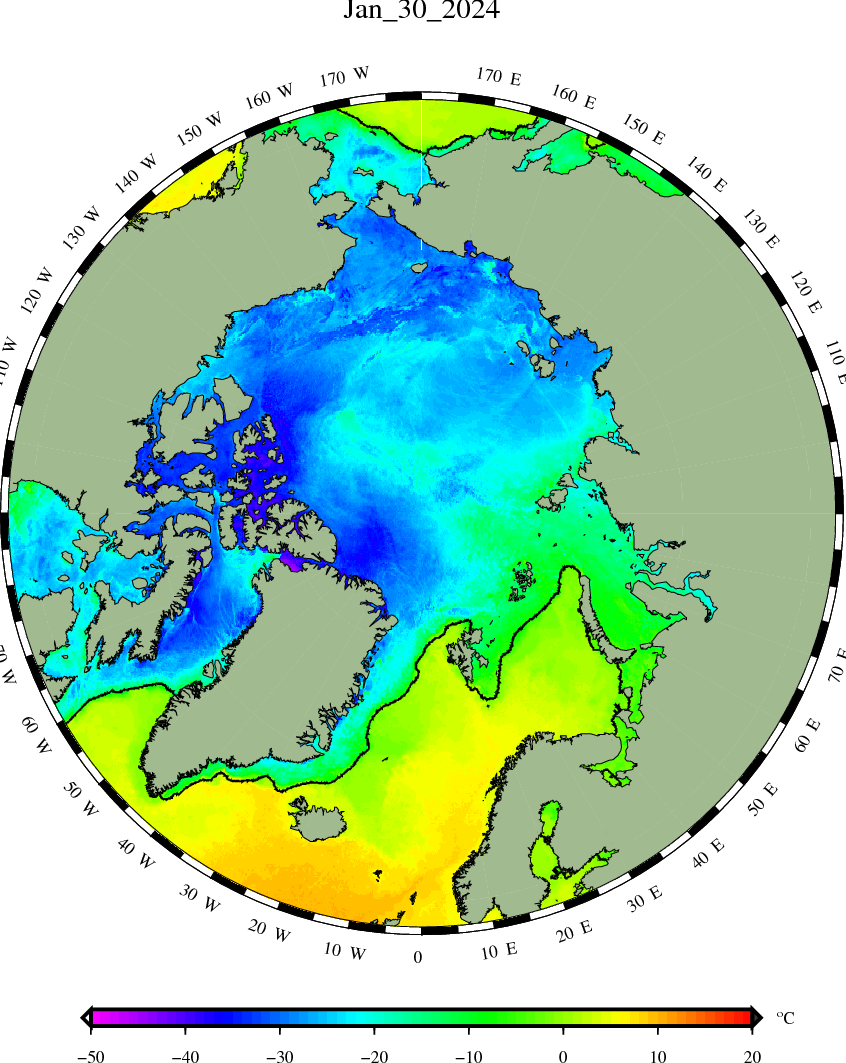 Jan_30_2024
170 W
170 E
160 W
160 E
150 W
150 E
140 W
140 E
130 W
130 E
120 W
120 E
10 W
110 E
70 W
70 E
60 W
60 E
50 W
50 E
40 W
40 E
30 W
30 E
20 W
20 E
10 W
0
10 E
°C
−50 −40 −30 −20 −10 0 10 20